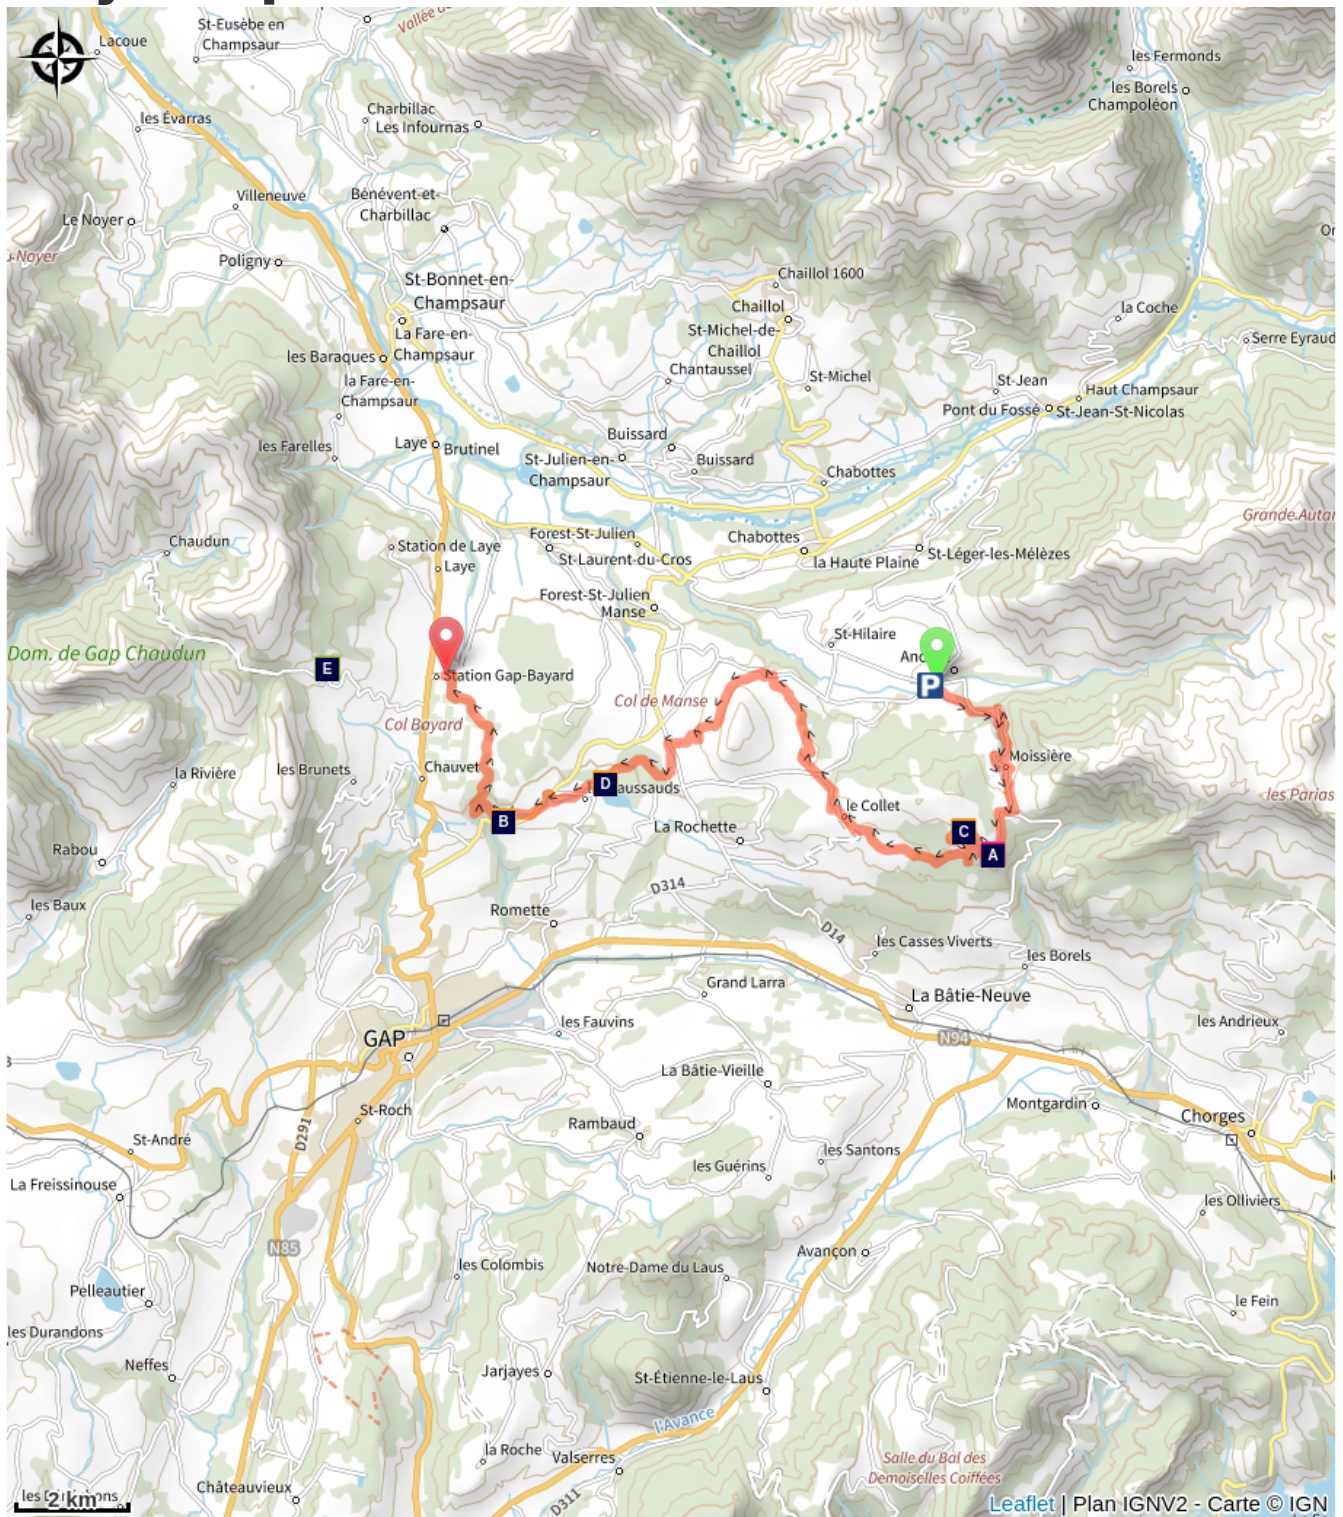 St-Eusèbe en
Champsaur
Lacoue
les Fermonds
les Borels
Champoléon
Charbillac
Les Infournas
les Évarras
Villeneuve
Bénévent-et-
Charbillac
Le Noyer
Poligny
Chaillol 1600
St-Bonnet-en-
Champsaur
Chaillol
la Coche
La Fare-en-
Champsaur
St-Michel-de-
Chaillol
Serre Eyraud
les Baraques
Chantaussel
St-Michel
St-Jean
la Fare-en-
Champsaur
Haut Champsaur
Pont du Fossé
St-Jean-St-Nicolas
Buissard
les Farelles
Laye
Brutinel
St-Julien-en-
Champsaur
Buissard
Chabottes
Chaudun
Station de Laye
Forest-St-Julien
Chabottes
St-Laurent-du-Cros
la Haute Plaine
St-Léger-les-Mélèzes
Laye
Forest-St-Julien
Manse
St-Hilaire
Dom. de Gap Chaudun
E
Station Gap-Bayard
P
Col de Manse
Col Bayard
Moissière
la Rivière
les Brunets
Chauvet
D
les Parias
le Collet
B
La Rochette
C
A
Rabou
D314
les Baux
Romette
D14
les Casses Viverts
les Borels
Grand Larra
La Bâtie-Neuve
les Fauvins
les Andrieux
GAP
N94
La Bâtie-Vieille
Montgardin
Chorges
St-Roch
Rambaud
St-André
D291
les Santons
les Guérins
La Freissinouse
les Olliviers
N85
Avançon
les Colombis
Notre-Dame du Laus
Pelleautier
le Fein
les Durandons
Neffes
Jarjayes
St-Étienne-le-Laus
l'Avance
la Roche
Valserres
Salle du Bal des
Demoiselles Coiffées
Châteauvieux
D311
2 km
Leaflet | Plan IGNV2 - Carte © IGN